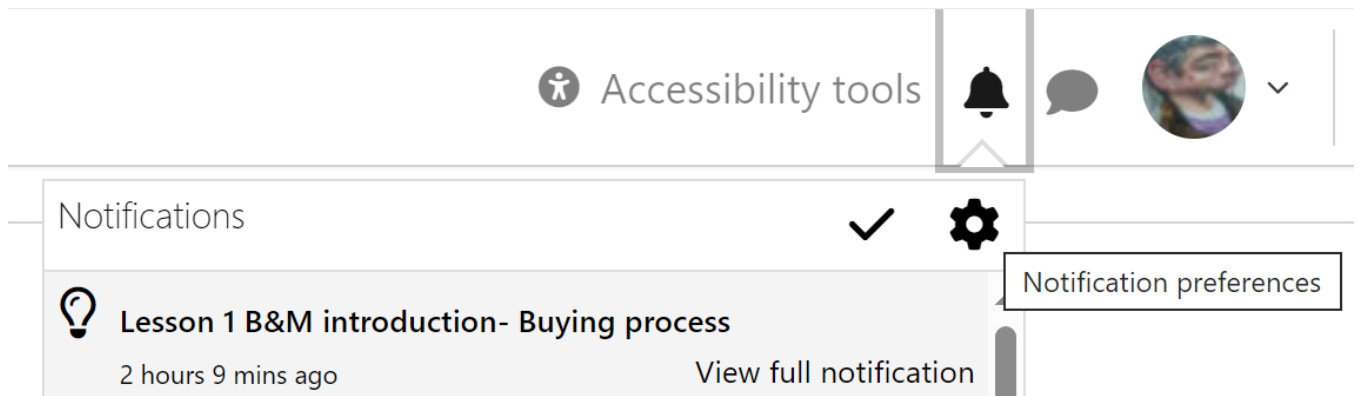 Accessibility tools
Notifications
Notification preferences
Lesson 1 B&M introduction- Buying process
2 hours 9 mins ago
View full notification